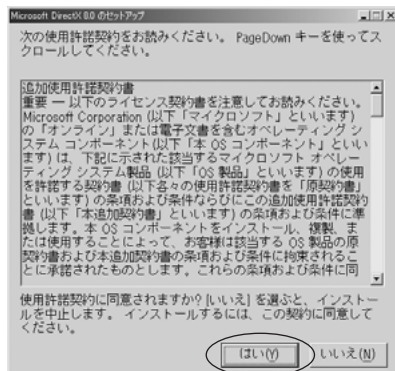 Microsoft DirectX 8.0 のセットアップ
次の使用許諾契約をお読みください。 PageDown キーを使ってス
クロールしてください。
追加使用許諾契約書
重要 ― 以下のライセンス契約書を注意してお読みください。
Microsoft Corporation (以下「マイクロソフト」といいます)
の「オンライン」または電子文書を含むオペレーティング シ
ステム コンポーネント(以下「本 OS コンポーネント」といい
ます) は、下記に示された該当するマイクロソフト オペレー
ティング システム製品 (以下「OS 製品」といいます) の使用
を許諾する契約書 (以下各々の使用許諾契約書を「原契約書」
といいます) の条項および条件ならびにこの追加使用許諾契約
書 (以下「本追加契約書」といいます) の条項および条件に準
拠します。本 OS コンポーネントをインストール、複製、ま
たは使用することによって、お客様は該当する OS 製品の原
契約書および本追加契約書の条項および条件に拘束されるこ
とに承諾されたものとします。これらの条項および条件に同
使用許諾契約に同意されますか? [いいえ] を選ぶと、インストー
ルを中止します。 インストールするには、この契約に同意して
ください。
はい(Y) いいえ(N)